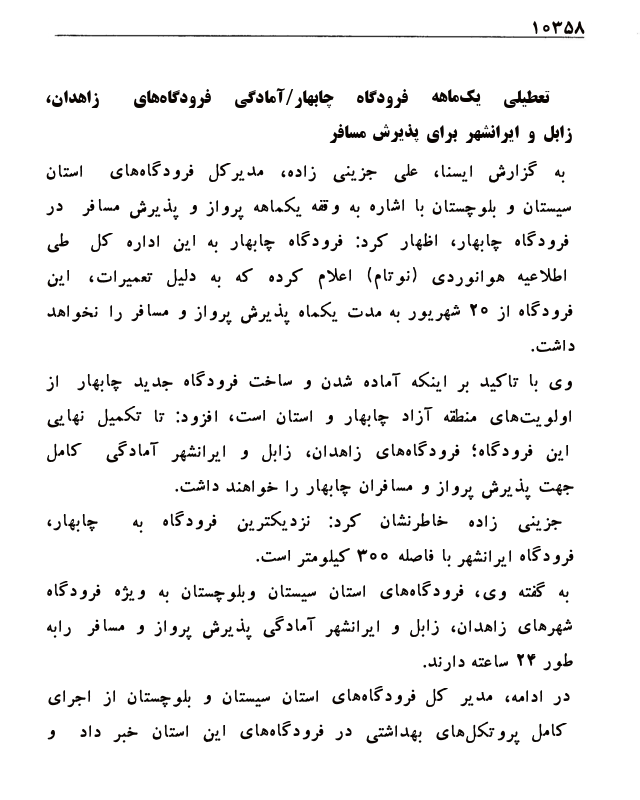 ۱۰۳۵۸
تعطیلی یک‌ماهه فرودگاه چابهار/آمادگی فرودگاه‌های زاهدان،
زابل و ایرانشهر برای پذیرش مسافر
به گزارش ایسنا، علی جزینی زاده، مدیرکل فرودگاه‌های استان
سیستان و بلوچستان با اشاره به وقفه یکماهه پرواز و پذیرش مسافر در
فرودگاه چابهار، اظهار کرد: فرودگاه چابهار به این اداره کل طی
اطلاعیه هوانوردی (نوتام) اعلام کرده که به دلیل تعمیرات، این
فرودگاه از ۲۰ شهریور به مدت یکماه پذیرش پرواز و مسافر را نخواهد
داشت.
وی با تاکید بر اینکه آماده شدن و ساخت فرودگاه جدید چابهار از
اولویت‌های منطقه آزاد چابهار و استان است، افزود: تا تکمیل نهایی
این فرودگاه؛ فرودگاه‌های زاهدان، زابل و ایرانشهر آمادگی کامل
جهت پذیرش پرواز و مسافران چابهار را خواهند داشت.
جزینی زاده خاطرنشان کرد: نزدیکترین فرودگاه به چابهار،
فرودگاه ایرانشهر با فاصله ۳۰۰ کیلومتر است.
به گفته وی، فرودگاه‌های استان سیستان وبلوچستان به ویژه فرودگاه
شهرهای زاهدان، زابل و ایرانشهر آمادگی پذیرش پرواز و مسافر رابه
طور ۲۴ ساعته دارند.
در ادامه، مدیر کل فرودگاه‌های استان سیستان و بلوچستان از اجرای
کامل پروتکل‌های بهداشتی در فرودگاه‌های این استان خبر داد و